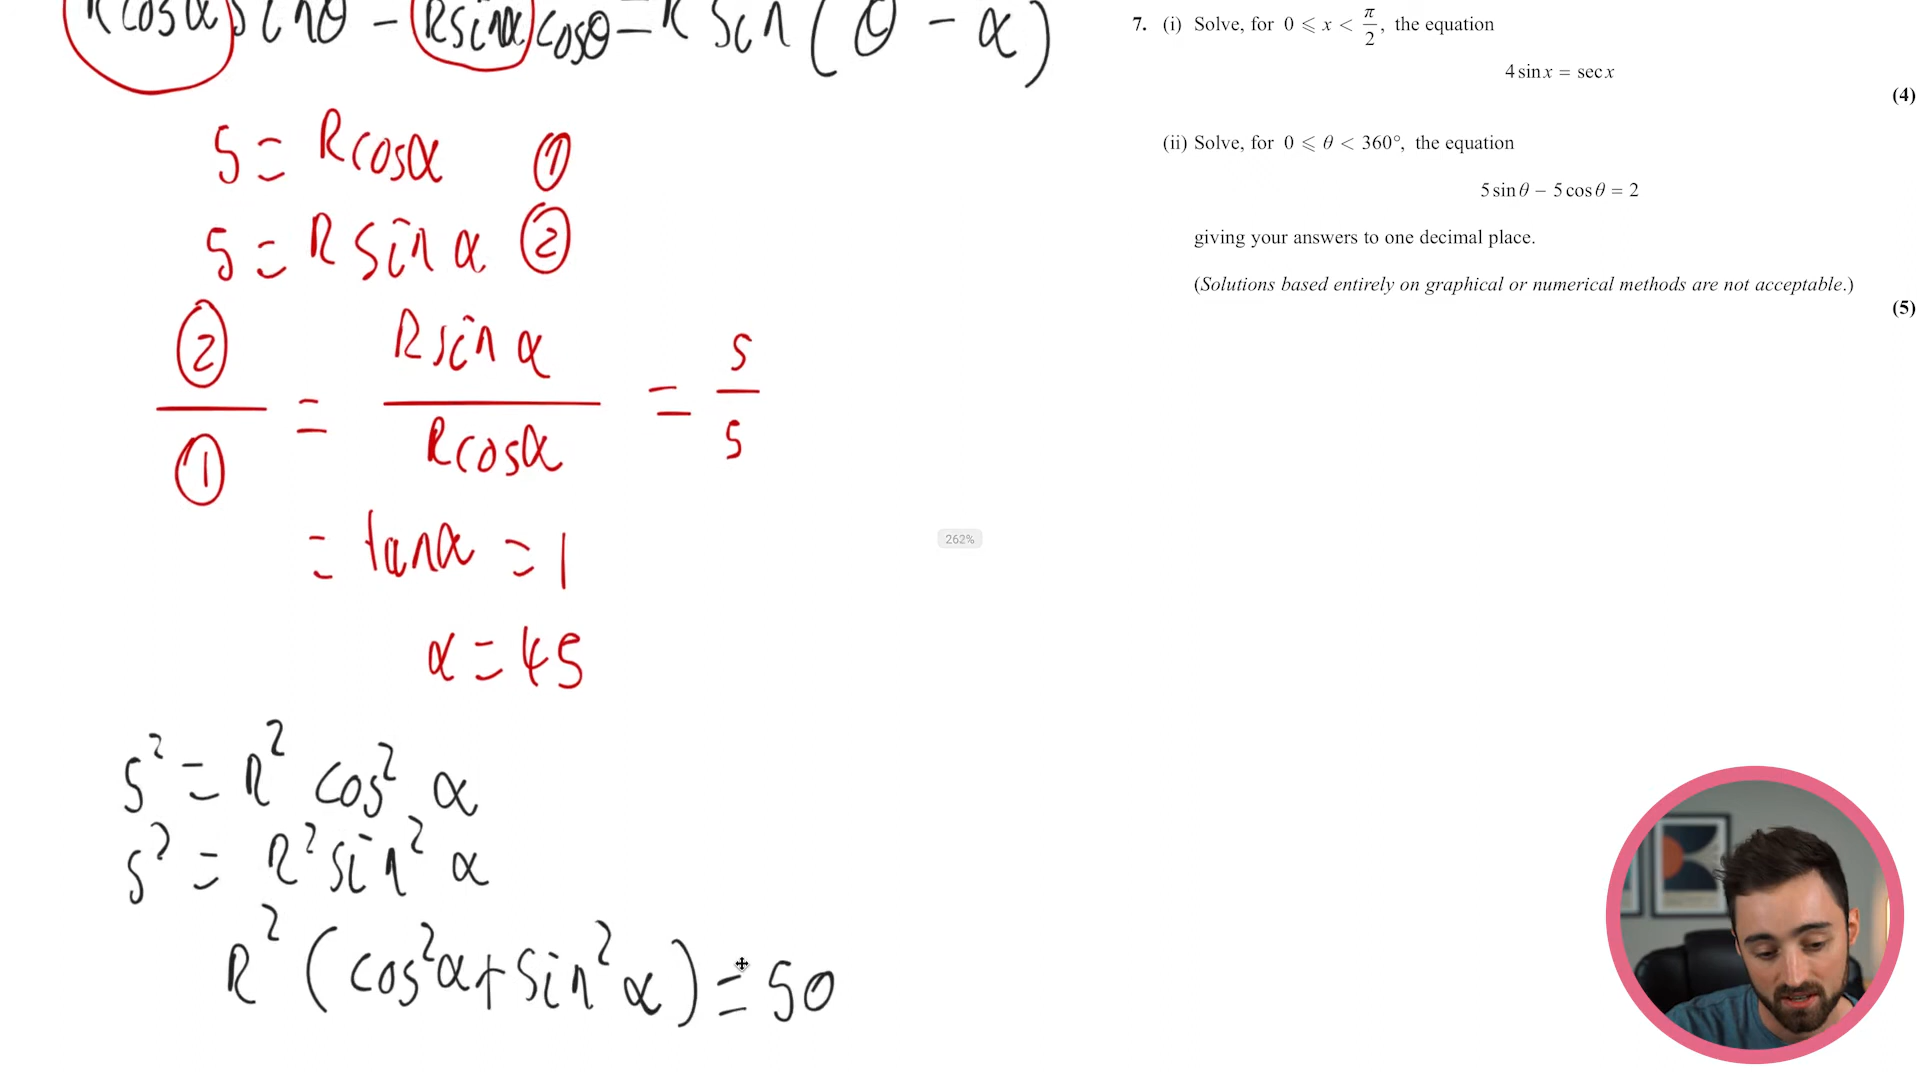 Rcosα sinθ − Rsinα cosθ = R sin(θ − α)
5 = Rcosα ①
5 = Rsinα ②
②/① = Rsinα/Rcosα = 5/5
= tanα = 1
α = 45
5² = R² cos² α
5² = R² sin² α
R² (cos²α + sin²α) = 50
262%
7. (i) Solve, for 0 ⩽ x < π/2, the equation
4 sin x = sec x
(4)
(ii) Solve, for 0 ⩽ θ < 360°, the equation
5 sin θ − 5 cos θ = 2
giving your answers to one decimal place.
(Solutions based entirely on graphical or numerical methods are not acceptable.)
(5)